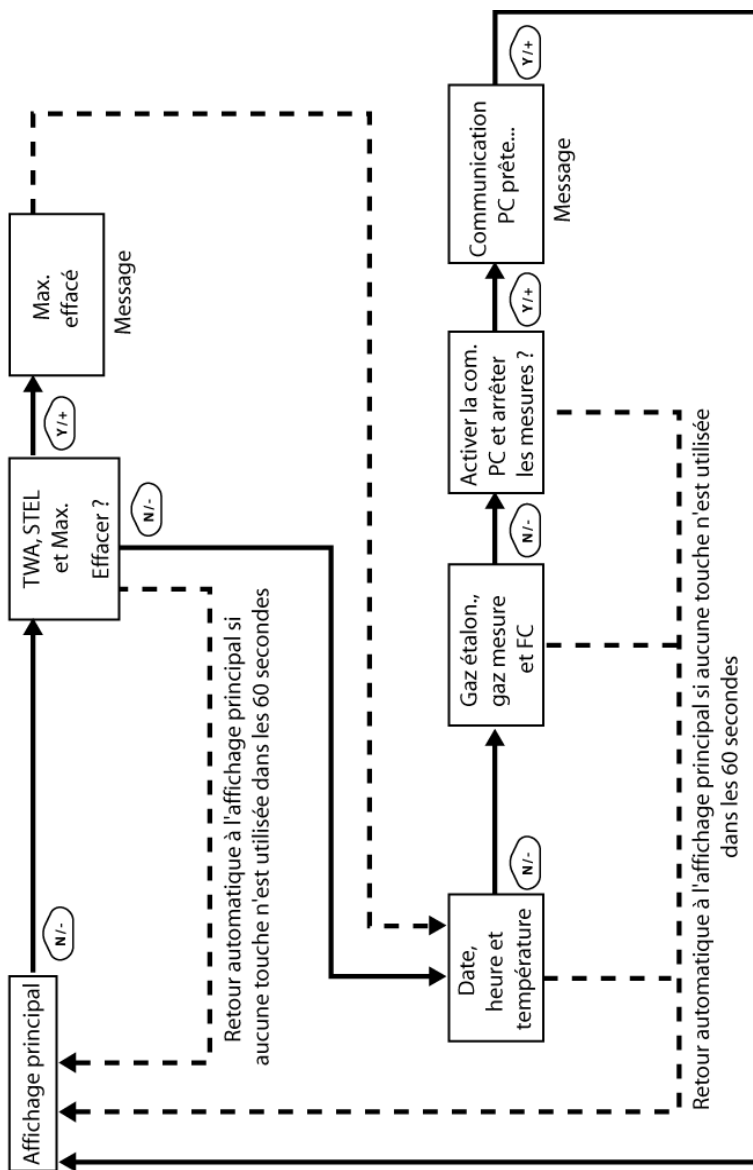 Affichage principal
N/-
TWA, STEL
et Max.
Effacer ?
Y/+
Max.
effacé
Message
N/-
Retour automatique à l'affichage principal si
aucune touche n'est utilisée dans les 60 secondes
Date,
heure et
température
N/-
Gaz étalon.,
gaz mesure
et FC
N/-
Activer la com.
PC et arrêter
les mesures ?
Y/+
Communication
PC prête...
Message
Y/+
Retour automatique à l'affichage principal si aucune touche n'est utilisée
dans les 60 secondes